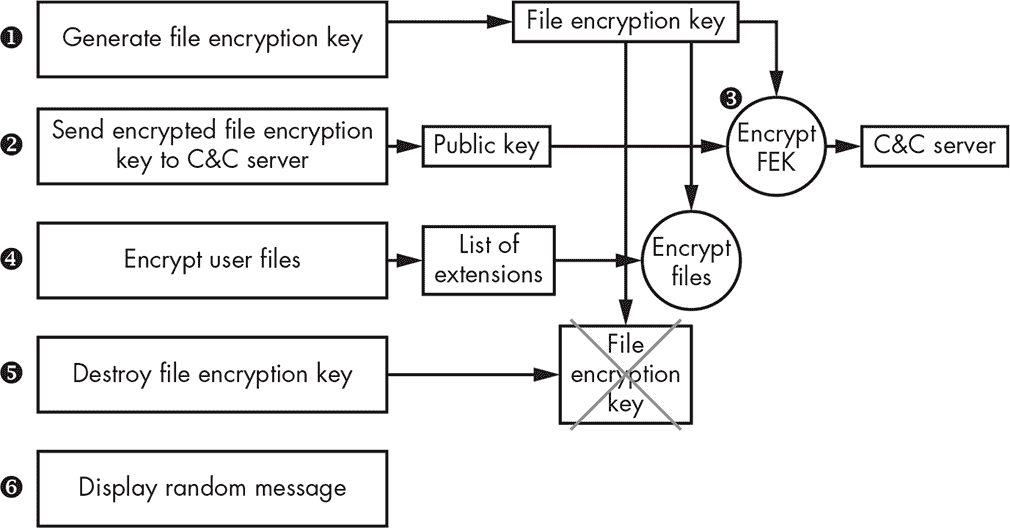 ❶ Generate file encryption key
File encryption key
❷ Send encrypted file encryption
key to C&C server
Public key
❸
Encrypt
FEK
C&C server
❹ Encrypt user files
List of
extensions
Encrypt
files
❺ Destroy file encryption key
File
encryption
key
❻ Display random message